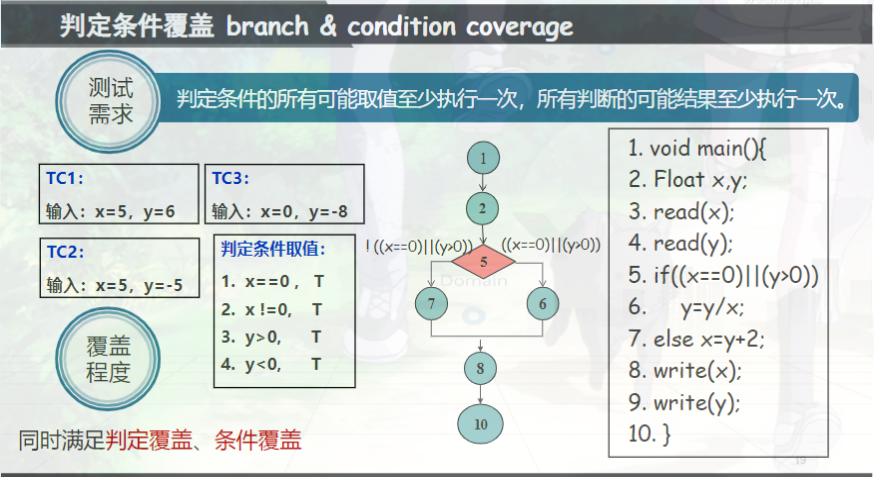 判定条件覆盖 branch & condition coverage
测试
需求
判定条件的所有可能取值至少执行一次，所有判断的可能结果至少执行一次。
TC1:
输入：x=5, y=6
TC3:
输入：x=0, y=-8
TC2:
输入：x=5, y=-5
判定条件取值：
1. x==0 , T
2. x !=0, T
3. y>0, T
4. y<0, T
覆盖
程度
同时满足判定覆盖、条件覆盖
1
2
! ((x==0)||(y>0))
((x==0)||(y>0))
5
Domain
7
6
8
10
1. void main(){
2. Float x,y;
3. read(x);
4. read(y);
5. if((x==0)||(y>0))
6. y=y/x;
7. else x=y+2;
8. write(x);
9. write(y);
10. }
19